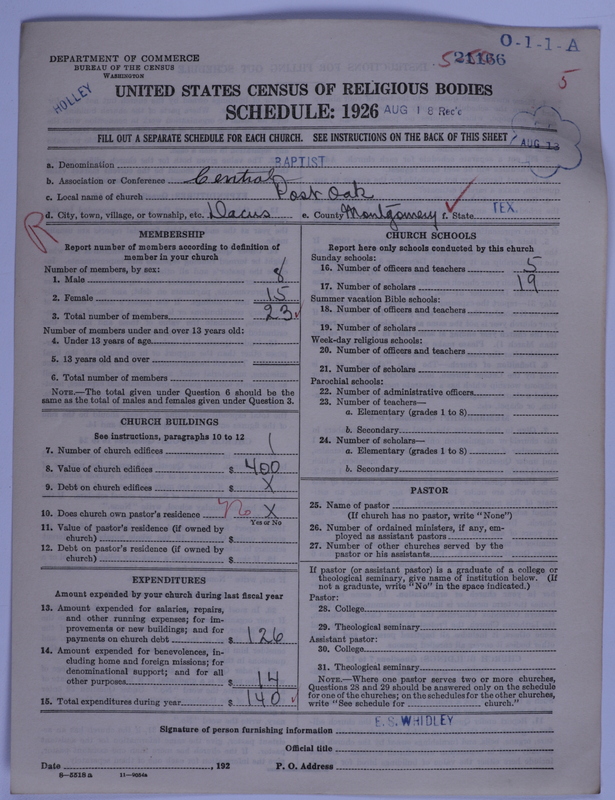 O-1-1-A
DEPARTMENT OF COMMERCE
BUREAU OF THE CENSUS
WASHINGTON
21166
5
HOLLEY
UNITED STATES CENSUS OF RELIGIOUS BODIES
SCHEDULE: 1926 AUG 18 Rec'd
FILL OUT A SEPARATE SCHEDULE FOR EACH CHURCH. SEE INSTRUCTIONS ON THE BACK OF THIS SHEET
AUG 13
a. Denomination BAPTIST
b. Association or Conference Central
c. Local name of church Post Oak
R
d. City, town, village, or township, etc. Dacus e. County Montgomery f. State TEX
MEMBERSHIP
Report number of members according to definition of
member in your church
Number of members, by sex:
1. Male 8
2. Female 15
3. Total number of members 23
Number of members under and over 13 years old:
4. Under 13 years of age
5. 13 years old and over
6. Total number of members
NOTE.—The total given under Question 6 should be
same as the total of males and females given under Question 3.
CHURCH BUILDINGS
See instructions, paragraphs 10 to 12
7. Number of church edifices 1
8. Value of church edifices $ 400
9. Debt on church edifices $ X
10. Does church own pastor's residence no X
Yes or No
11. Value of pastor's residence (if owned by
church) $
12. Debt on pastor's residence (if owned by
church) $
EXPENDITURES
Amount expended by your church during last fiscal year
13. Amount expended for salaries, repairs,
and other running expenses; for im-
provements or new buildings; and for
payments on church debt $ 126
14. Amount expended for benevolences, in-
cluding home and foreign missions; for
denominational support; and for all
other purposes $ 14
15. Total expenditures during year $ 140
CHURCH SCHOOLS
Report here only schools conducted by this church
Sunday schools:
16. Number of officers and teachers 5
17. Number of scholars 19
Summer vacation Bible schools:
18. Number of officers and teachers
19. Number of scholars
Week-day religious schools:
20. Number of officers and teachers
21. Number of scholars
Parochial schools:
22. Number of administrative officers
23. Number of teachers—
a. Elementary (grades 1 to 8)
b. Secondary
24. Number of scholars—
a. Elementary (grades 1 to 8)
b. Secondary
PASTOR
25. Name of pastor
(If church has no pastor, write "None")
26. Number of ordained ministers, if any, em-
ployed as assistant pastors
27. Number of other churches served by the
pastor or his assistants
If pastor (or assistant pastor) is a graduate of a college or
theological seminary, give name of institution below. (If
not a graduate, write "No" in the space indicated.)
Pastor:
28. College
29. Theological seminary
Assistant pastor:
30. College
31. Theological seminary
NOTE.—Where one pastor serves two or more churches,
Questions 28 and 29 should be answered only on the schedule
for one of the churches; on the schedules for the other churches,
write "See schedule for church."
E. S. WHIDLEY
Signature of person furnishing information
Official title
Date , 192 P. O. Address
8—5518 a 11—9054a